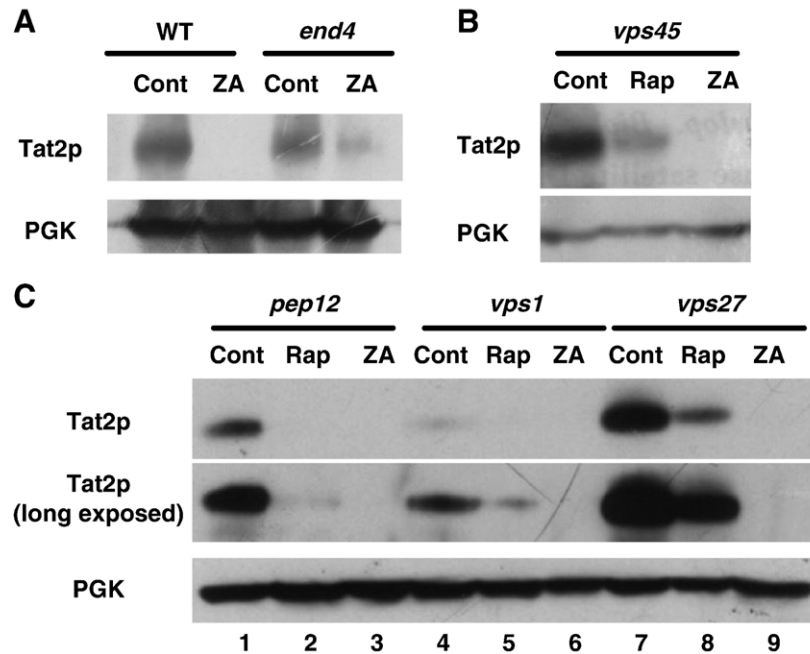 A
WT end4
Cont ZA Cont ZA
Tat2p
PGK
B
vps45
Cont Rap ZA
Tat2p
PGK
C
pep12 vps1 vps27
Cont Rap ZA Cont Rap ZA Cont Rap ZA
Tat2p
Tat2p
(long exposed)
PGK
1 2 3 4 5 6 7 8 9